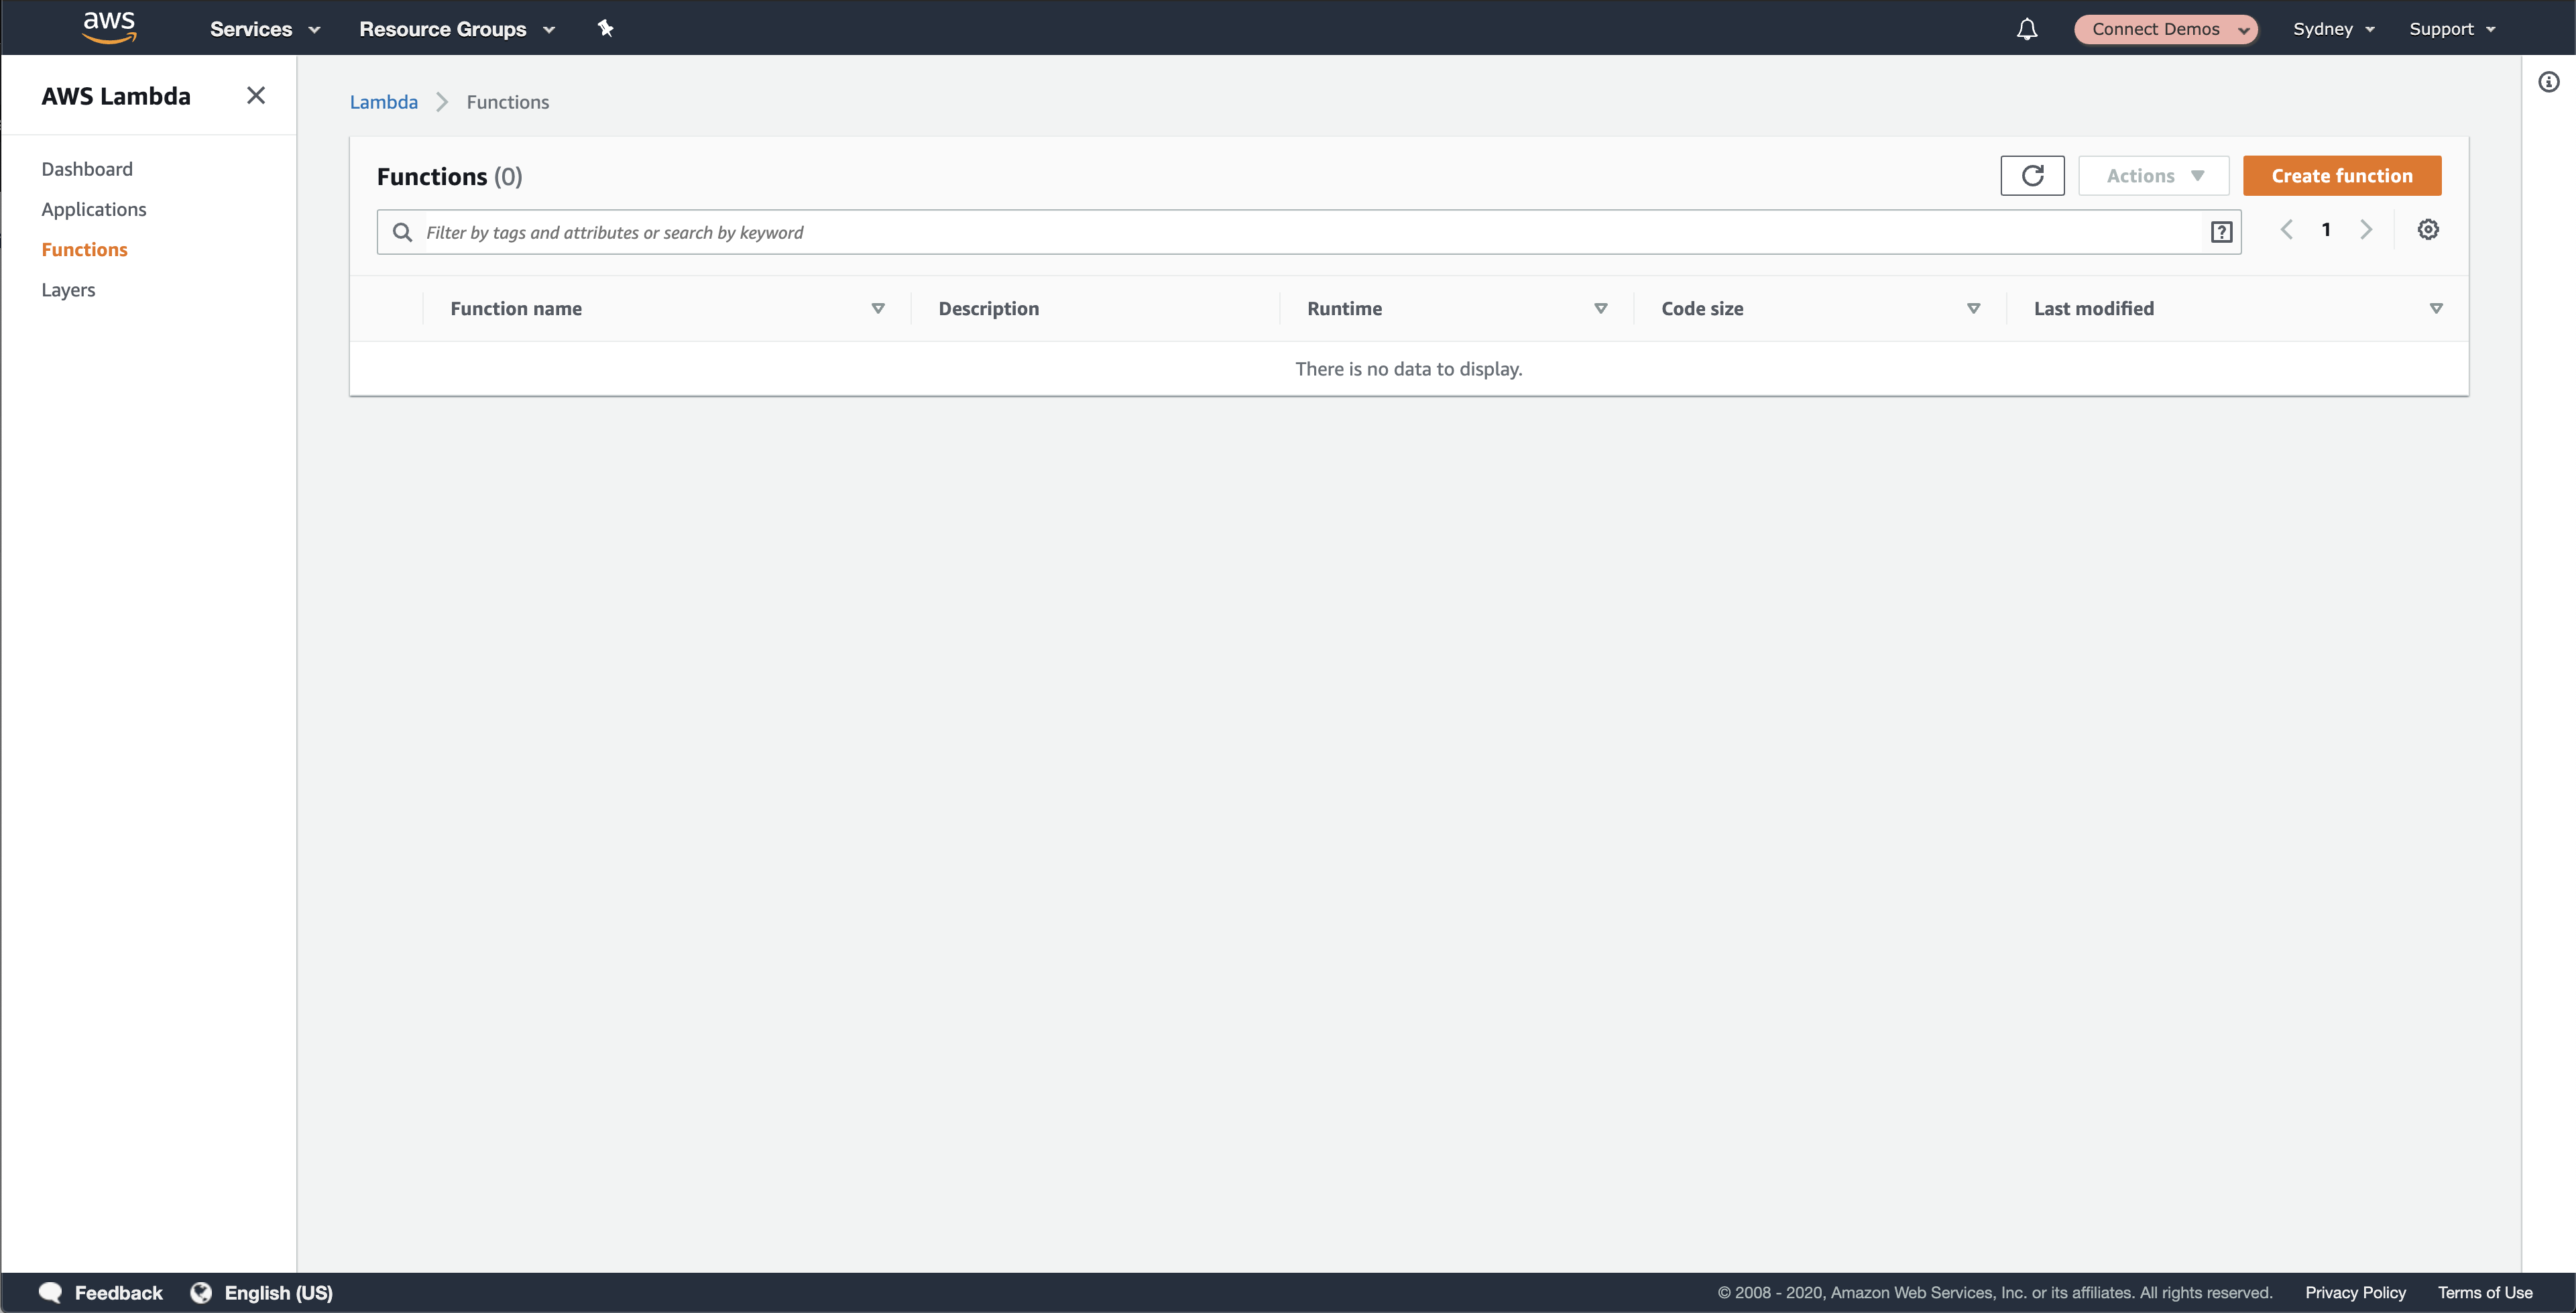 aws Services Resource Groups Connect Demos Sydney Support
AWS Lambda
Dashboard
Applications
Functions
Layers
Lambda Functions
Functions (0) Actions Create function
Filter by tags and attributes or search by keyword ? 1
Function name Description Runtime Code size Last modified
There is no data to display.
Feedback English (US) © 2008 - 2020, Amazon Web Services, Inc. or its affiliates. All rights reserved. Privacy Policy Terms of Use